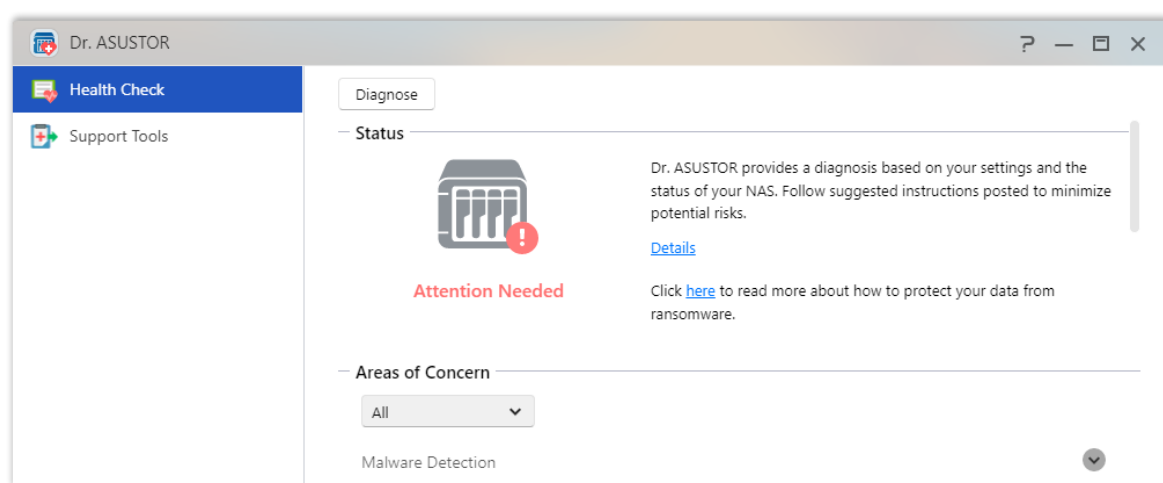 Dr. ASUSTOR
Health Check
Support Tools
Diagnose
Status
Attention Needed
Dr. ASUSTOR provides a diagnosis based on your settings and the
status of your NAS. Follow suggested instructions posted to minimize
potential risks.
Details
Click here to read more about how to protect your data from
ransomware.
Areas of Concern
All
Malware Detection